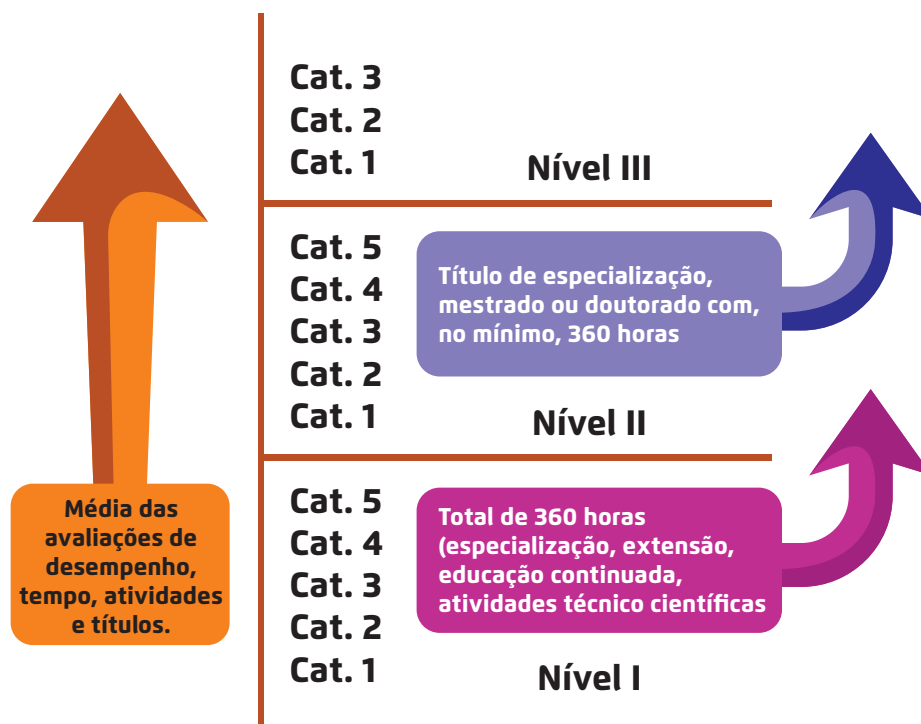 Cat. 3
Cat. 2
Cat. 1
Nível III
Cat. 5
Cat. 4
Cat. 3
Cat. 2
Cat. 1
Título de especialização,
mestrado ou doutorado com,
no mínimo, 360 horas
Nível II
Média das
avaliações de
desempenho,
tempo, atividades
e títulos.
Cat. 5
Cat. 4
Cat. 3
Cat. 2
Cat. 1
Total de 360 horas
(especialização, extensão,
educação continuada,
atividades técnico científicas
Nível I